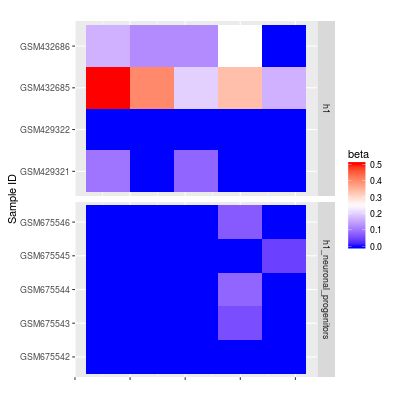 Sample ID
GSM432686
GSM432685
GSM429322
GSM429321
h1
GSM675546
GSM675545
GSM675544
GSM675543
GSM675542
h1_neuronal_progenitors
beta
0.5
0.4
0.3
0.2
0.1
0.0